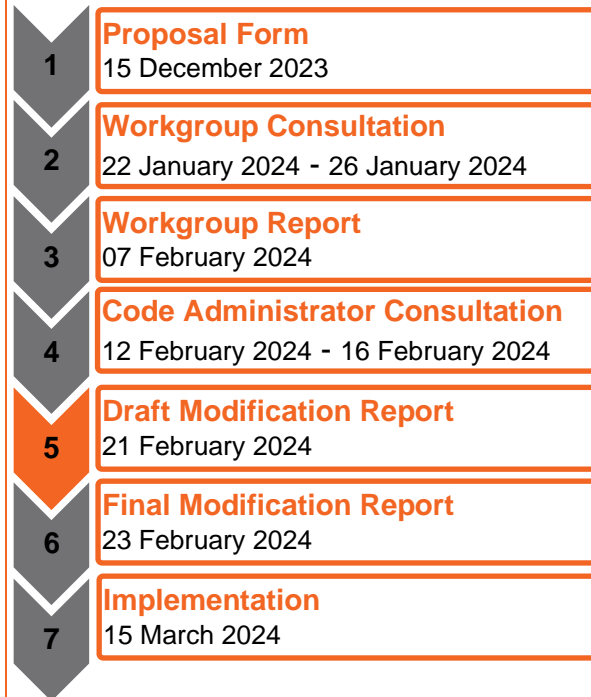 1
Proposal Form
15 December 2023
2
Workgroup Consultation
22 January 2024 - 26 January 2024
3
Workgroup Report
07 February 2024
4
Code Administrator Consultation
12 February 2024 - 16 February 2024
5
Draft Modification Report
21 February 2024
6
Final Modification Report
23 February 2024
7
Implementation
15 March 2024